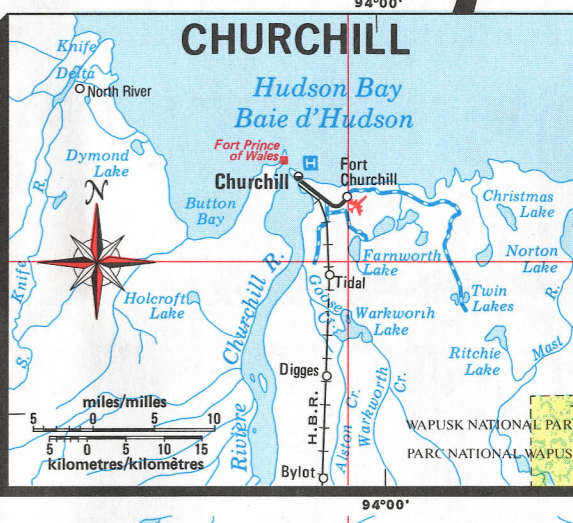 94°00'
CHURCHILL
Knife
Delta
North River
Hudson Bay
Baie d'Hudson
Fort Prince
of Wales
H
Fort
Churchill
Churchill
Dymond
Lake
N
R.
Button
Bay
Christmas
Lake
Norton
Lake
Farnworth
Lake
Knife
S.
Holcroft
Lake
Churchill R.
Rivière
Goose
Cr.
Tidal
Warkworth
Lake
Twin
Lakes
R.
Mast
Ritchie
Lake
Digges
H.B.R.
Alston Cr.
Warkworth
Cr.
miles/milles
5 0 5 10
5 0 5 10 15
kilometres/kilomètres
WAPUSK NATIONAL PAR
PARC NATIONAL WAPUS
Bylot
94°00'